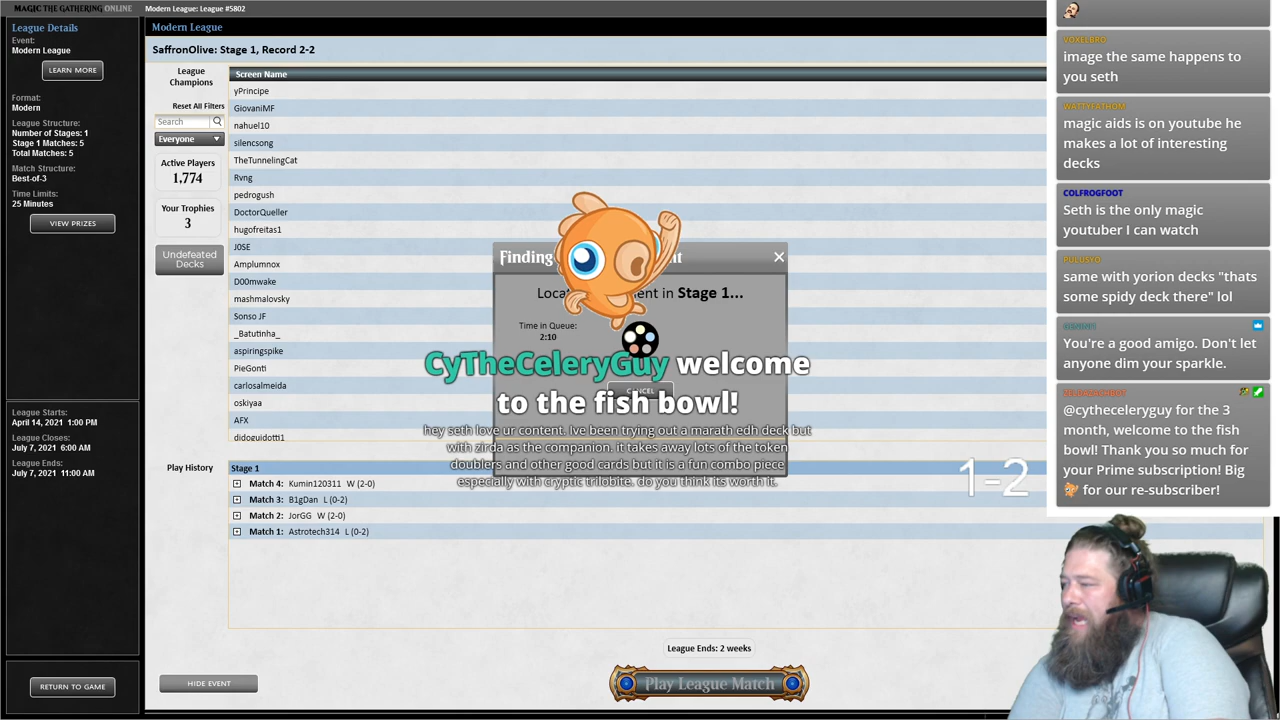 MAGIC THE GATHERING ONLINE
Modern League: League #5802
League Details
Event:
Modern League
LEARN MORE
Format:
Modern
League Structure:
Number of Stages: 1
Stage 1 Matches: 5
Total Matches: 5
Match Structure:
Best-of-3
Time Limits:
25 Minutes
VIEW PRIZES
League Starts:
April 14, 2021 1:00 PM
League Closes:
July 7, 2021 6:00 AM
League Ends:
July 7, 2021 11:00 AM
RETURN TO GAME
Modern League
SaffronOlive: Stage 1, Record 2-2
League
Champions
Reset All Filters
Search
Everyone
Active Players
1,774
Your Trophies
3
Undefeated
Decks
Screen Name
yPrincipe
GiovaniMF
nahuel10
silencsong
TheTunnelingCat
Rvng
pedrogush
DoctorQueller
hugofreitas1
J0SE
Amplumnox
D00mwake
mashmalovsky
Sonso JF
_Batutinha_
aspiringspike
PieGonti
carlosalmeida
oskiyaa
AFX
didoguidotti1
Finding
in Stage 1...
Time in Queue:
2:10
CANCEL
CyTheCeleryGuy welcome
to the fish bowl!
hey seth love ur content. Ive been trying out a marath edh deck but
with zirda as the companion. it takes away lots of the token
doublers and other good cards but it is a fun combo piece
especially with cryptic trilobite. do you think its worth it.
Play History
Stage 1
Match 4: Kumin120311 W (2-0)
Match 3: B1gDan L (0-2)
Match 2: JorGG W (2-0)
Match 1: Astrotech314 L (0-2)
HIDE EVENT
League Ends: 2 weeks
Play League Match
1-2
VOXELBRD
image the same happens to
you seth
WATTYFATHOM
magic aids is on youtube he
makes a lot of interesting
decks
COLFROGFOOT
Seth is the only magic
youtuber I can watch
PULUSYO
same with yorion decks "thats
some spidy deck there" lol
You're a good amigo. Don't let
anyone dim your sparkle.
@cytheceleryguy for the 3
month, welcome to the fish
bowl! Thank you so much for
your Prime subscription! Big
for our re-subscriber!